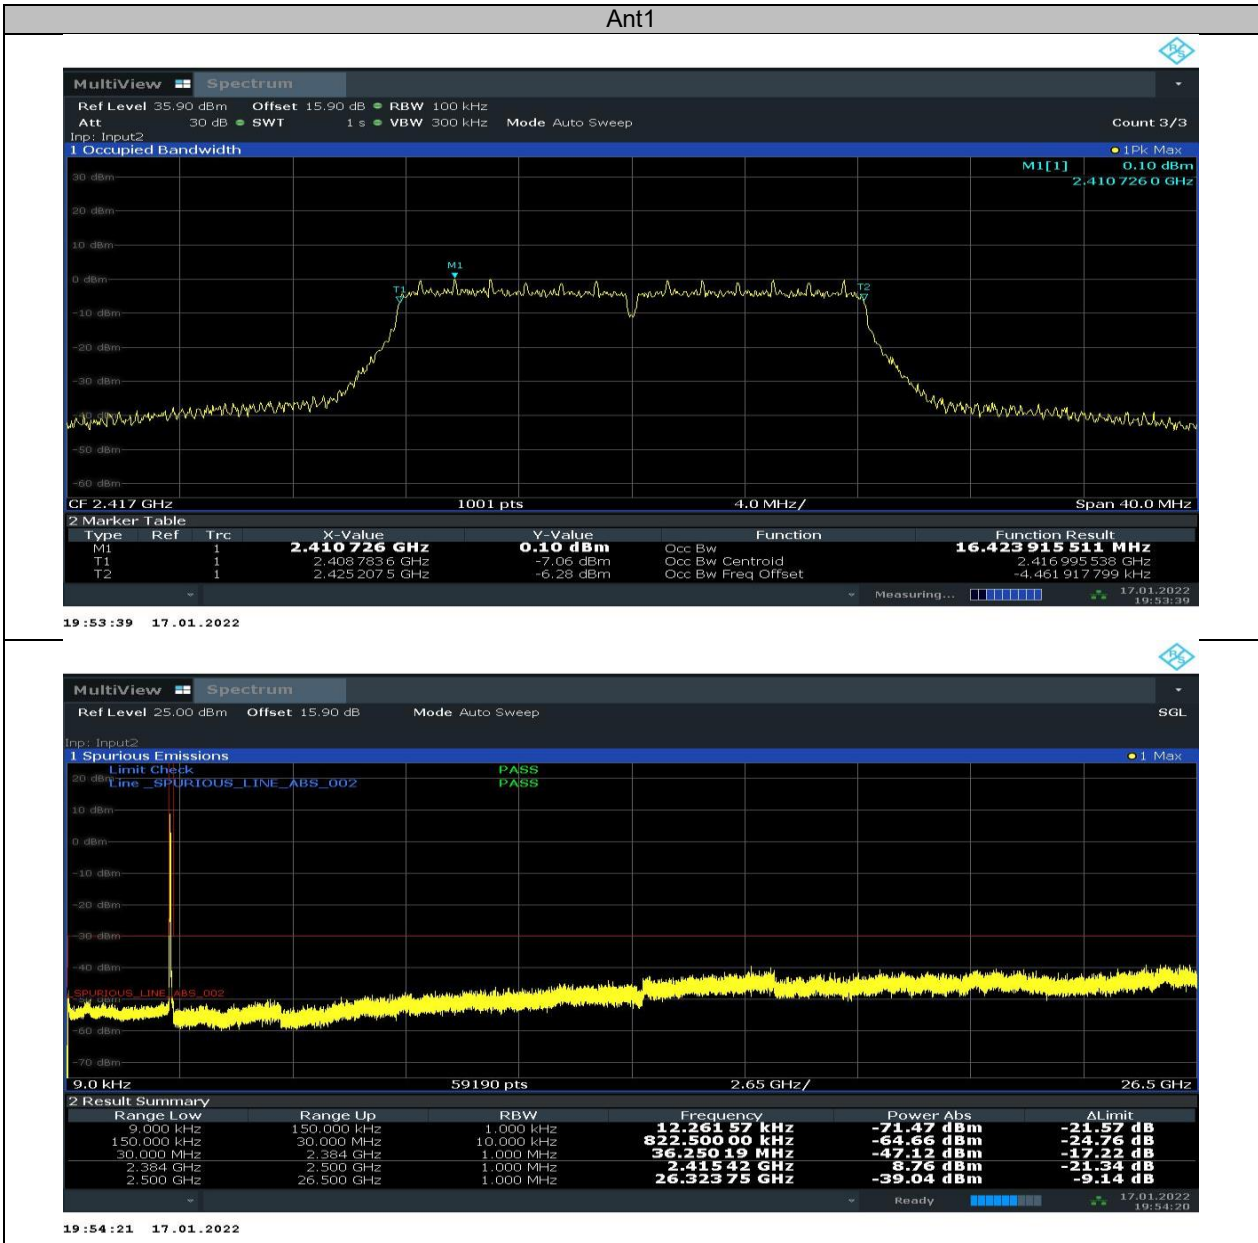 Ant1
R&S
MultiView Spectrum
Ref Level 35.90 dBm Offset 15.90 dB RBW 100 kHz
Att 30 dB SWT 1 s VBW 300 kHz Mode Auto Sweep Count 3/3
Inp: Input2
1 Occupied Bandwidth 1Pk Max
M1[1] 0.10 dBm
2.410 726 0 GHz
30 dBm
20 dBm
10 dBm
M1
0 dBm
T1
T2
-10 dBm
-20 dBm
-30 dBm
-40 dBm
-50 dBm
-60 dBm
CF 2.417 GHz 1001 pts 4.0 MHz/ Span 40.0 MHz
2 Marker Table
Type Ref Trc X-Value Y-Value Function Function Result
M1 1 2.410 726 GHz 0.10 dBm Occ Bw 16.423 915 511 MHz
T1 1 2.408 783 6 GHz -7.06 dBm Occ Bw Centroid 2.416 995 538 GHz
T2 1 2.425 207 5 GHz -6.28 dBm Occ Bw Freq Offset -4.461 917 799 kHz
Measuring... 17.01.2022
19:53:39
19:53:39 17.01.2022
R&S
MultiView Spectrum
Ref Level 25.00 dBm Offset 15.90 dB Mode Auto Sweep SGL
Inp: Input2
1 Spurious Emissions 1 Max
Limit Check PASS
20 dBm
Line _SPURIOUS_LINE_ABS_002 PASS
10 dBm
0 dBm
-10 dBm
-20 dBm
-30 dBm
-40 dBm
_SPURIOUS_LINE_ABS_002
-50 dBm
-60 dBm
-70 dBm
9.0 kHz 59190 pts 2.65 GHz/ 26.5 GHz
2 Result Summary
Range Low Range Up RBW Frequency Power Abs ΔLimit
9.000 kHz 150.000 kHz 1.000 kHz 12.261 57 kHz -71.47 dBm -21.57 dB
150.000 kHz 30.000 MHz 10.000 kHz 822.500 00 kHz -64.66 dBm -24.76 dB
30.000 MHz 2.384 GHz 1.000 MHz 36.250 19 MHz -47.12 dBm -17.22 dB
2.384 GHz 2.500 GHz 1.000 MHz 2.415 42 GHz 8.76 dBm -21.34 dB
2.500 GHz 26.500 GHz 1.000 MHz 26.323 75 GHz -39.04 dBm -9.14 dB
Ready 17.01.2022
19:54:20
19:54:21 17.01.2022